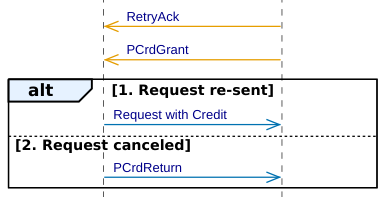 RetryAck
PCrdGrant
alt [1. Request re-sent]
Request with Credit
[2. Request canceled]
PCrdReturn